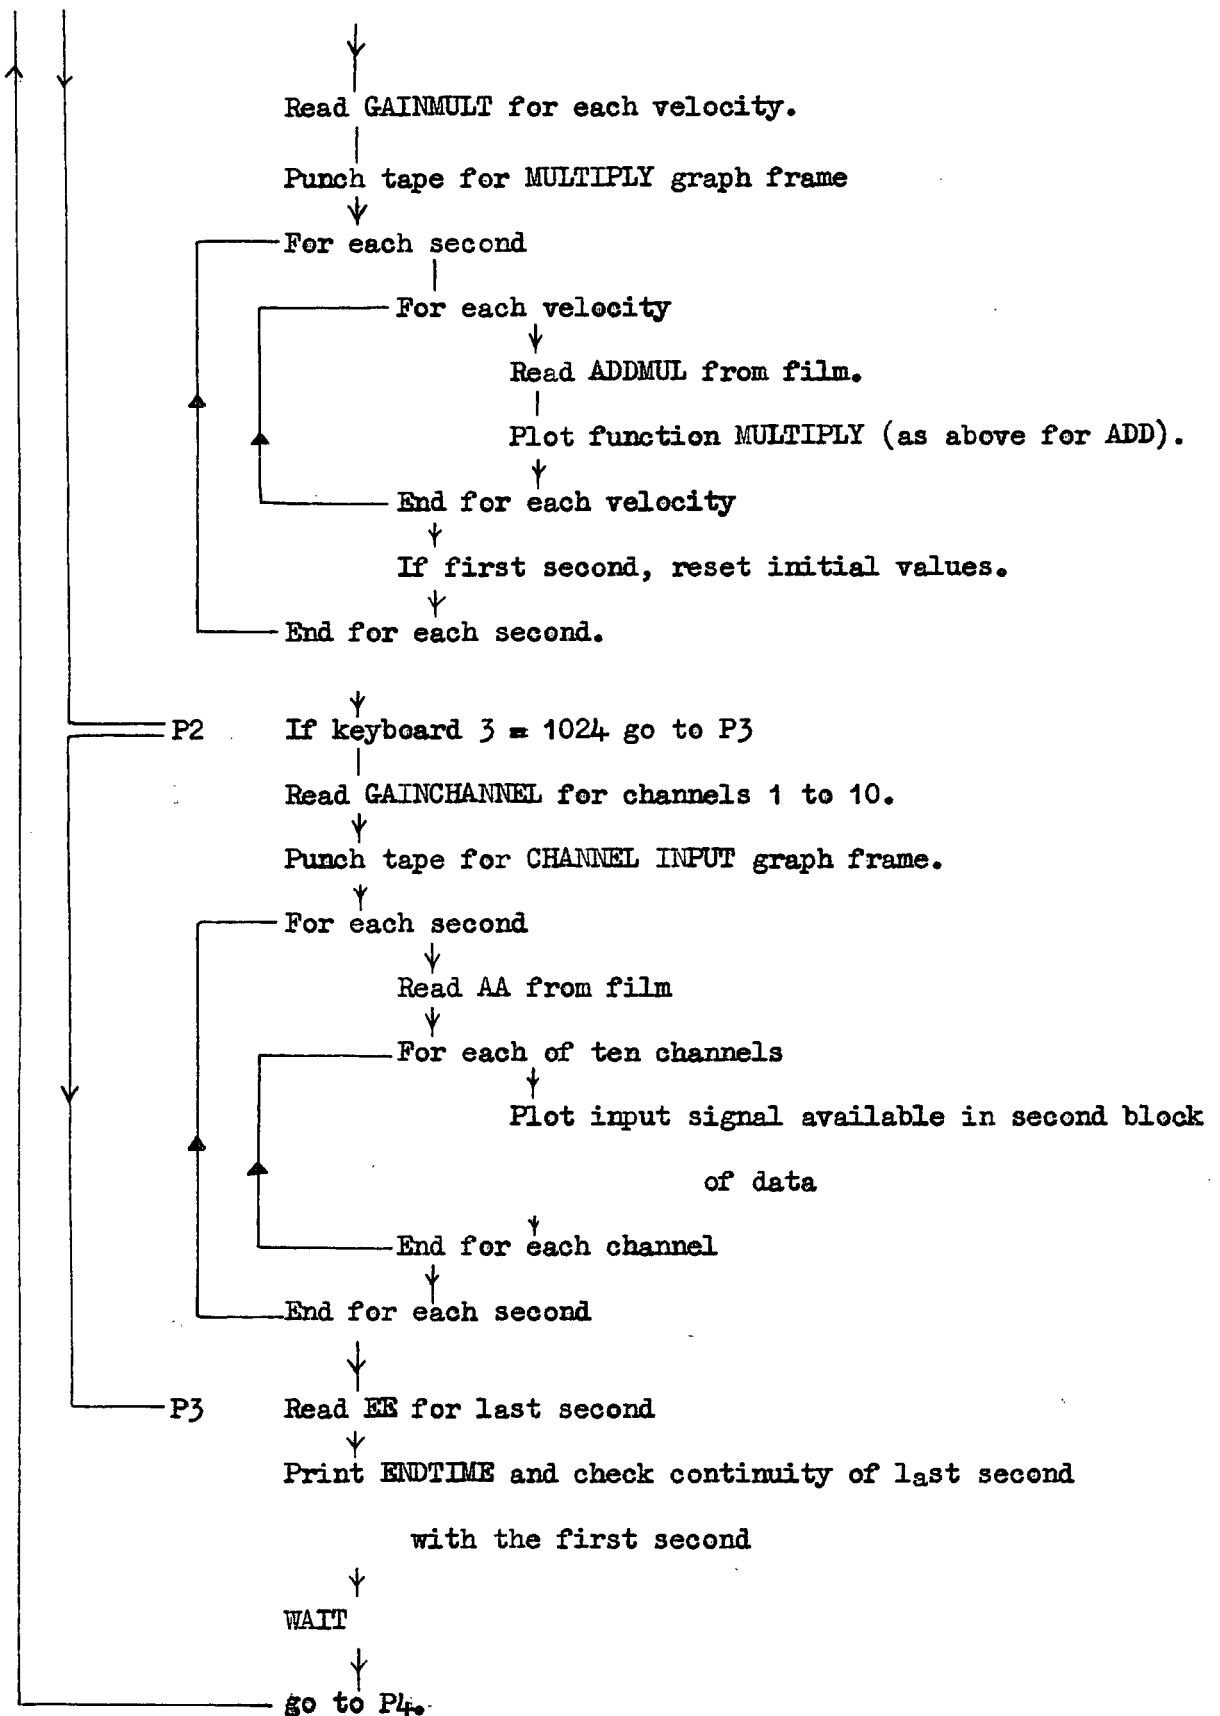 Read GAINMULT for each velocity.
Punch tape for MULTIPLY graph frame
For each second
For each velocity
Read ADDMUL from film.
Plot function MULTIPLY (as above for ADD).
End for each velocity
If first second, reset initial values.
End for each second.
P2 If keyboard 3 = 1024 go to P3
Read GAINCHANNEL for channels 1 to 10.
Punch tape for CHANNEL INPUT graph frame.
For each second
Read AA from film
For each of ten channels
Plot input signal available in second block
of data
End for each channel
End for each second
P3 Read EE for last second
Print ENDTIME and check continuity of last second
with the first second
WAIT
go to P4.